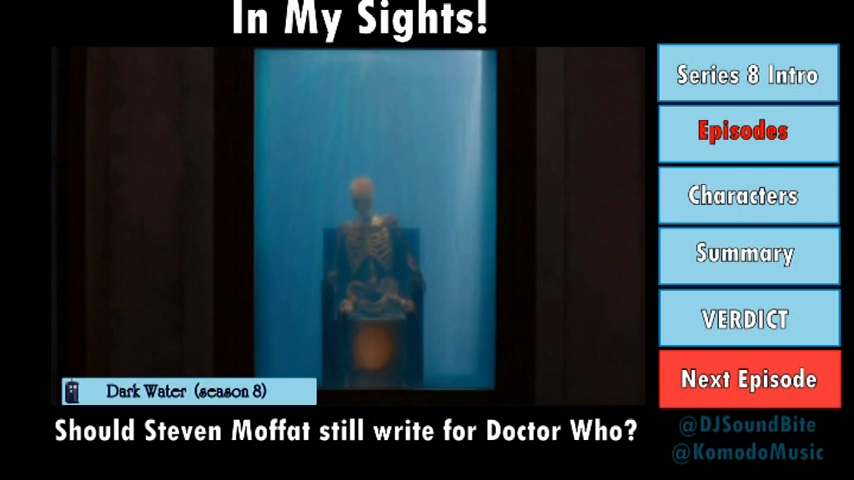 In My Sights!
Series 8 Intro
Episodes
Characters
Summary
VERDICT
Next Episode
Dark Water (season 8)
Should Steven Moffat still write for Doctor Who?
@DJSoundBite
@KomodoMusic